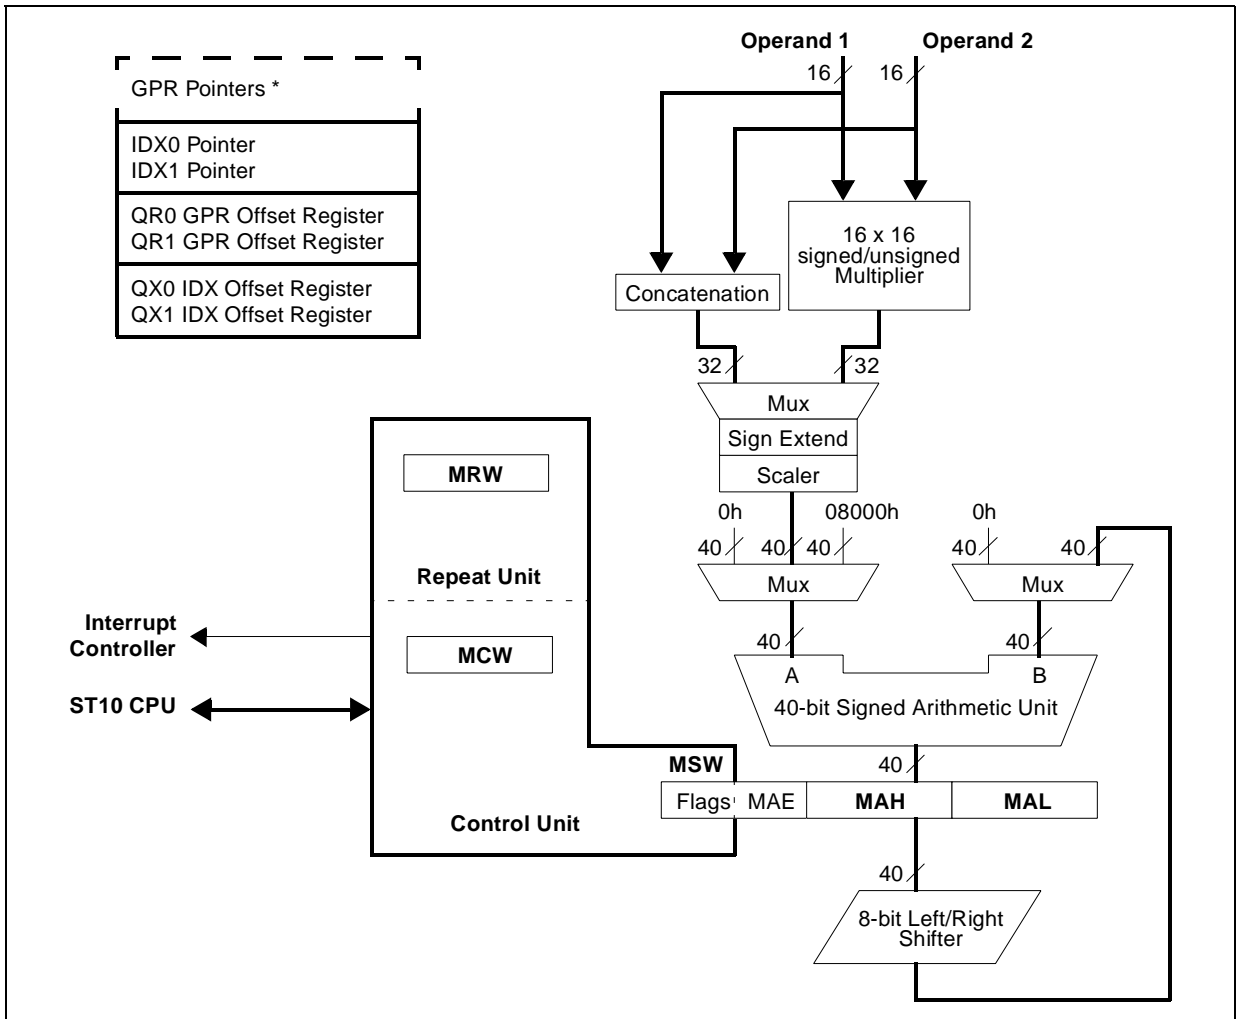 Operand 1
Operand 2
16
16
GPR Pointers *
IDX0 Pointer
IDX1 Pointer
QR0 GPR Offset Register
QR1 GPR Offset Register
QX0 IDX Offset Register
QX1 IDX Offset Register
16 x 16
signed/unsigned
Multiplier
Concatenation
32
32
Mux
Sign Extend
Scaler
0h
08000h
0h
40
40
40
40
40
Mux
Mux
MRW
Repeat Unit
Interrupt
Controller
MCW
ST10 CPU
40
40
A
B
40-bit Signed Arithmetic Unit
MSW
40
Flags
MAE
MAH
MAL
Control Unit
40
8-bit Left/Right
Shifter